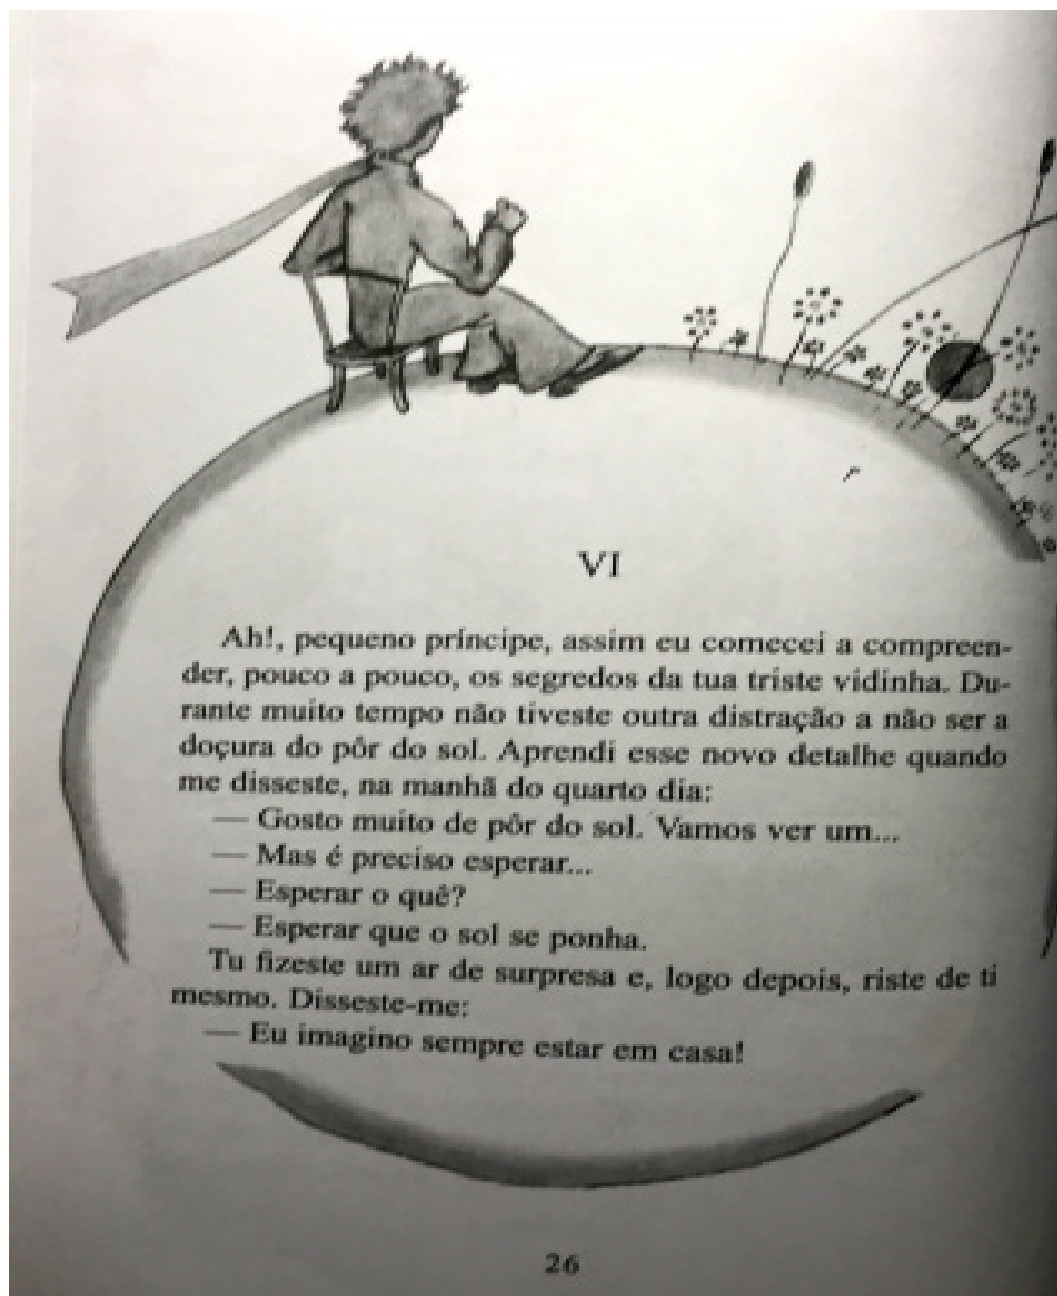 VI
Ah!, pequeno príncipe, assim eu comecei a compreen-
der, pouco a pouco, os segredos da tua triste vidinha. Du-
rante muito tempo não tiveste outra distração a não ser a
doçura do pôr do sol. Aprendi esse novo detalhe quando
me disseste, na manhã do quarto dia:
— Gosto muito de pôr do sol. Vamos ver um...
— Mas é preciso esperar...
— Esperar o quê?
— Esperar que o sol se ponha.
Tu fizeste um ar de surpresa e, logo depois, riste de ti
mesmo. Disseste-me:
— Eu imagino sempre estar em casa!
26